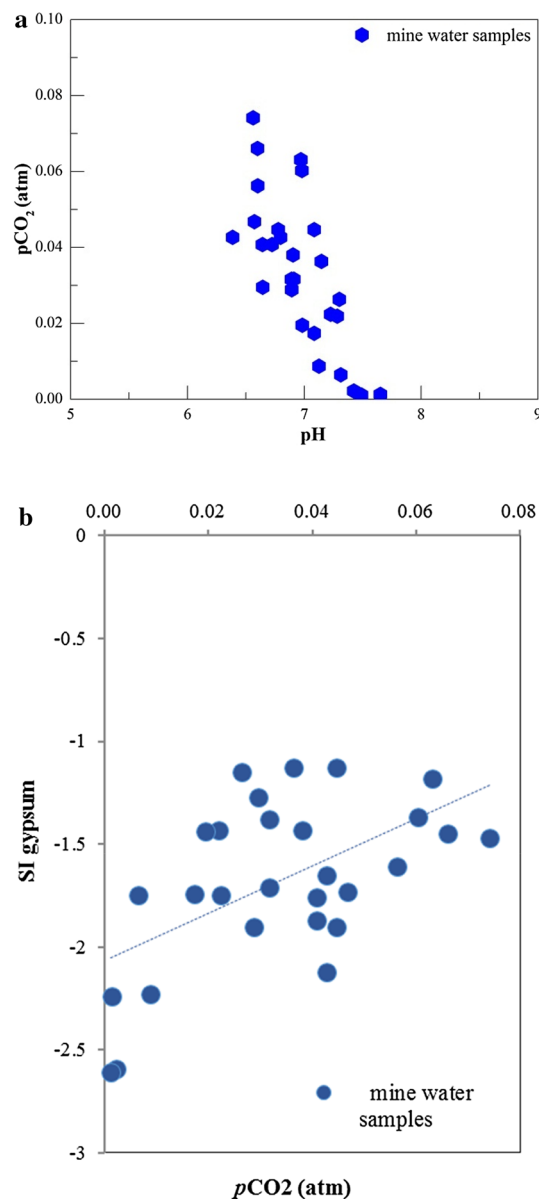 a
0.10
mine water samples
0.08
0.06
pCO2 (atm)
0.04
0.02
0.00
5 6 7 8 9
pH
b
0.00 0.02 0.04 0.06 0.08
0
-0.5
-1
SI gypsum
-1.5
-2
-2.5
mine water
samples
-3
pCO2 (atm)